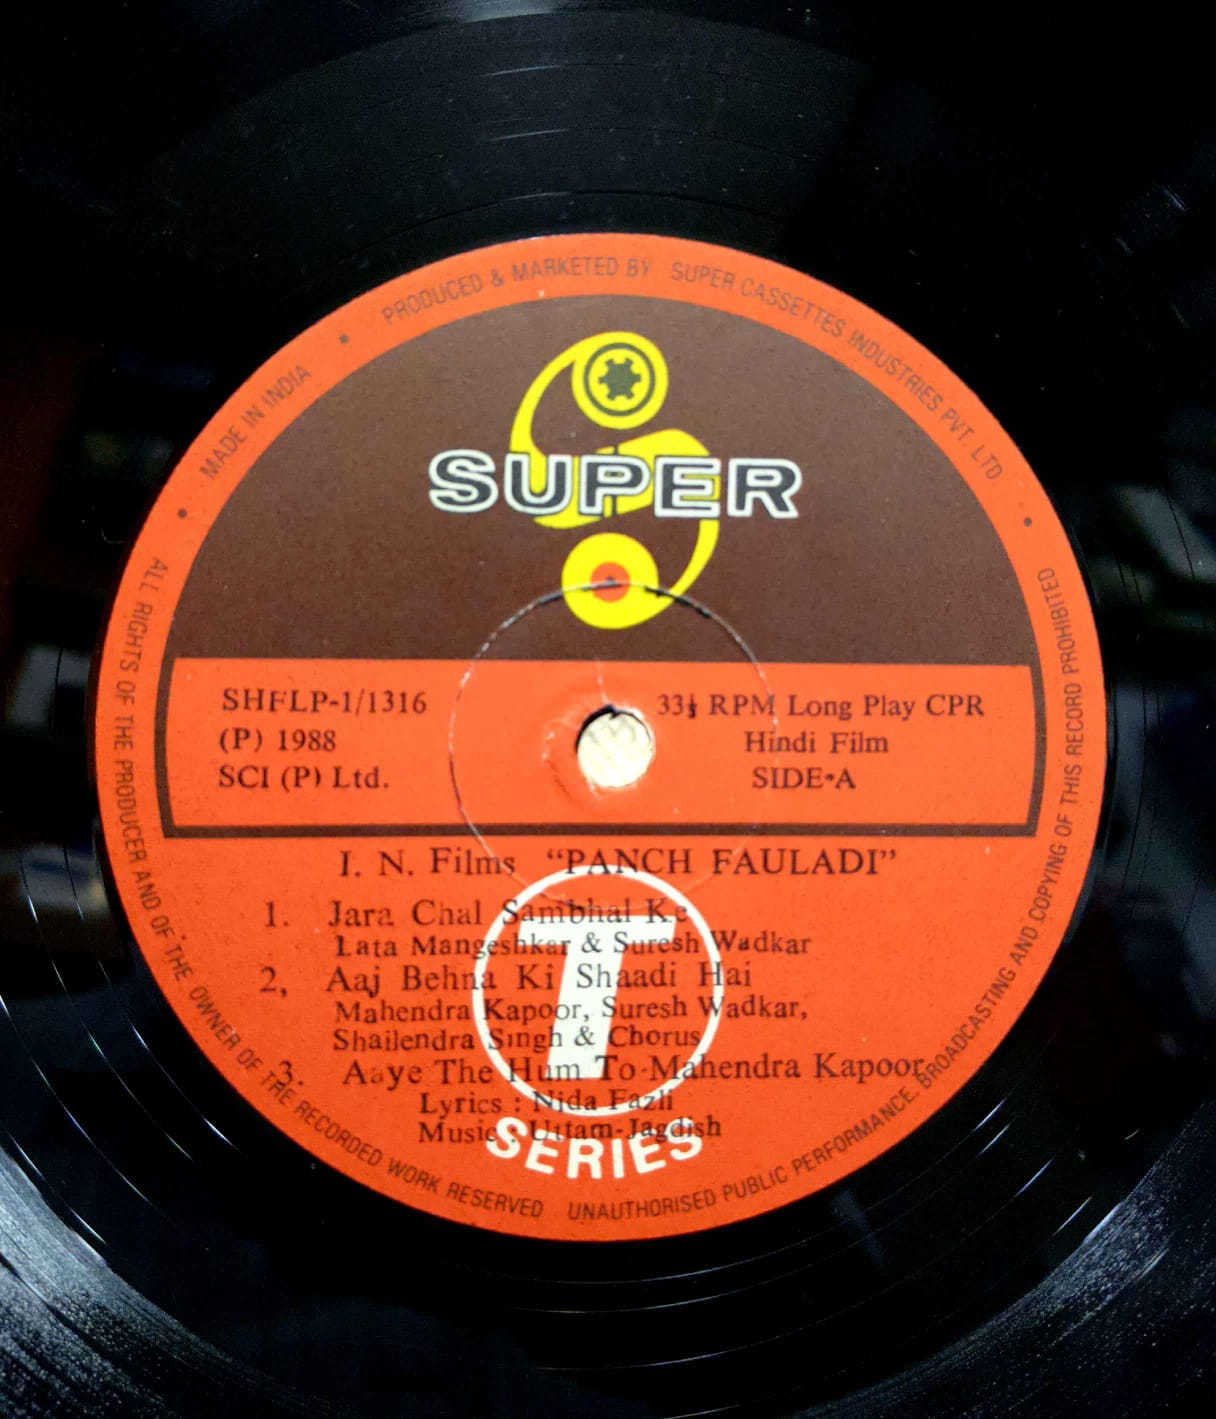 PRODUCED & MARKETED BY SUPER CASSETTES INDUSTRIES PVT. LTD.
MADE IN INDIA
SUPER
SHFLP-1/1316
(P) 1988
SCI (P) Ltd.
33⅓ RPM Long Play CPR
Hindi Film
SIDE-A
I. N. Films "PANCH FAULADI"
1. Jara Chal Sambhal Ke
Lata Mangeshkar & Suresh Wadkar
2, Aaj Behna Ki Shaadi Hai
Mahendra Kapoor, Suresh Wadkar,
Shailendra Singh & Chorus
3. Aaye The Hum To-Mahendra Kapoor
Lyrics : Nida Fazli
Music : Uttam-Jagdish
T
SERIES
ALL RIGHTS OF THE PRODUCER AND OF THE OWNER OF THE RECORDED WORK RESERVED
UNAUTHORISED PUBLIC PERFORMANCE, BROADCASTING AND COPYING OF THIS RECORD PROHIBITED